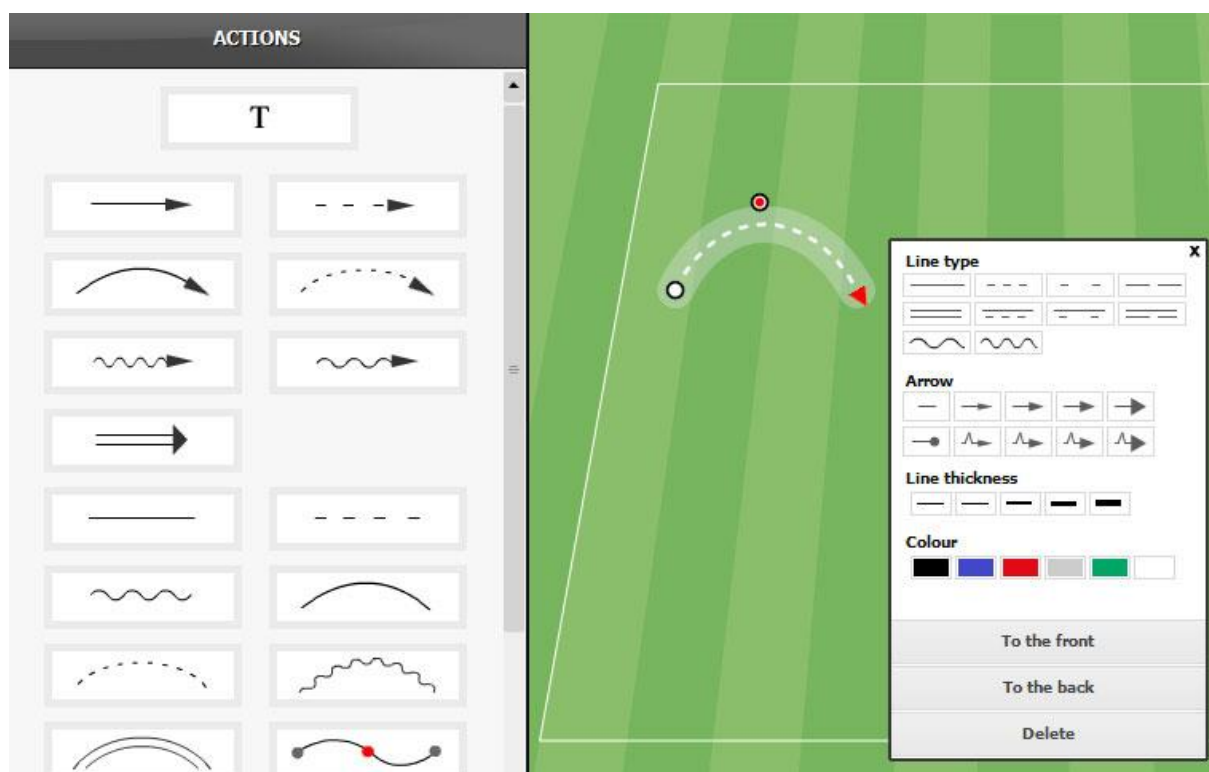 ACTIONS
T
x
Line type
Arrow
Line thickness
Colour
To the front
To the back
Delete